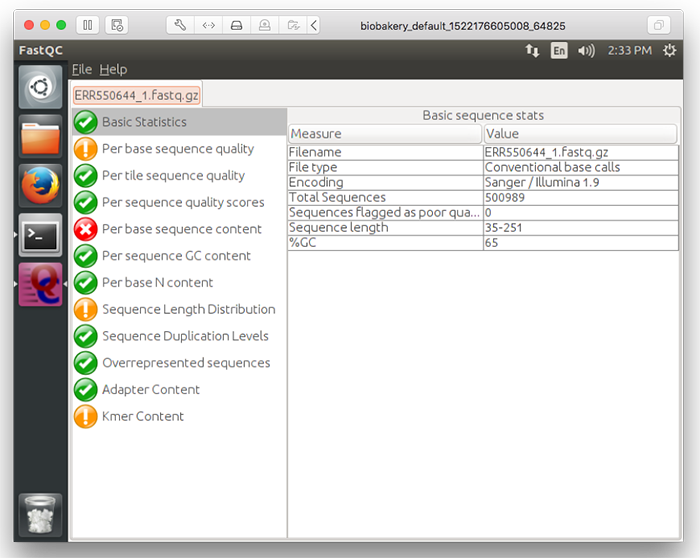 biobakery_default_1522176605008_64825
FastQC En 2:33 PM
File Help
ERR550644_1.fastq.gz
Basic Statistics
Per base sequence quality
Per tile sequence quality
Per sequence quality scores
Per base sequence content
Per sequence GC content
Per base N content
Sequence Length Distribution
Sequence Duplication Levels
Overrepresented sequences
Adapter Content
Kmer Content
Basic sequence stats
Measure Value
Filename ERR550644_1.fastq.gz
File type Conventional base calls
Encoding Sanger / Illumina 1.9
Total Sequences 500989
Sequences flagged as poor qua... 0
Sequence length 35-251
%GC 65